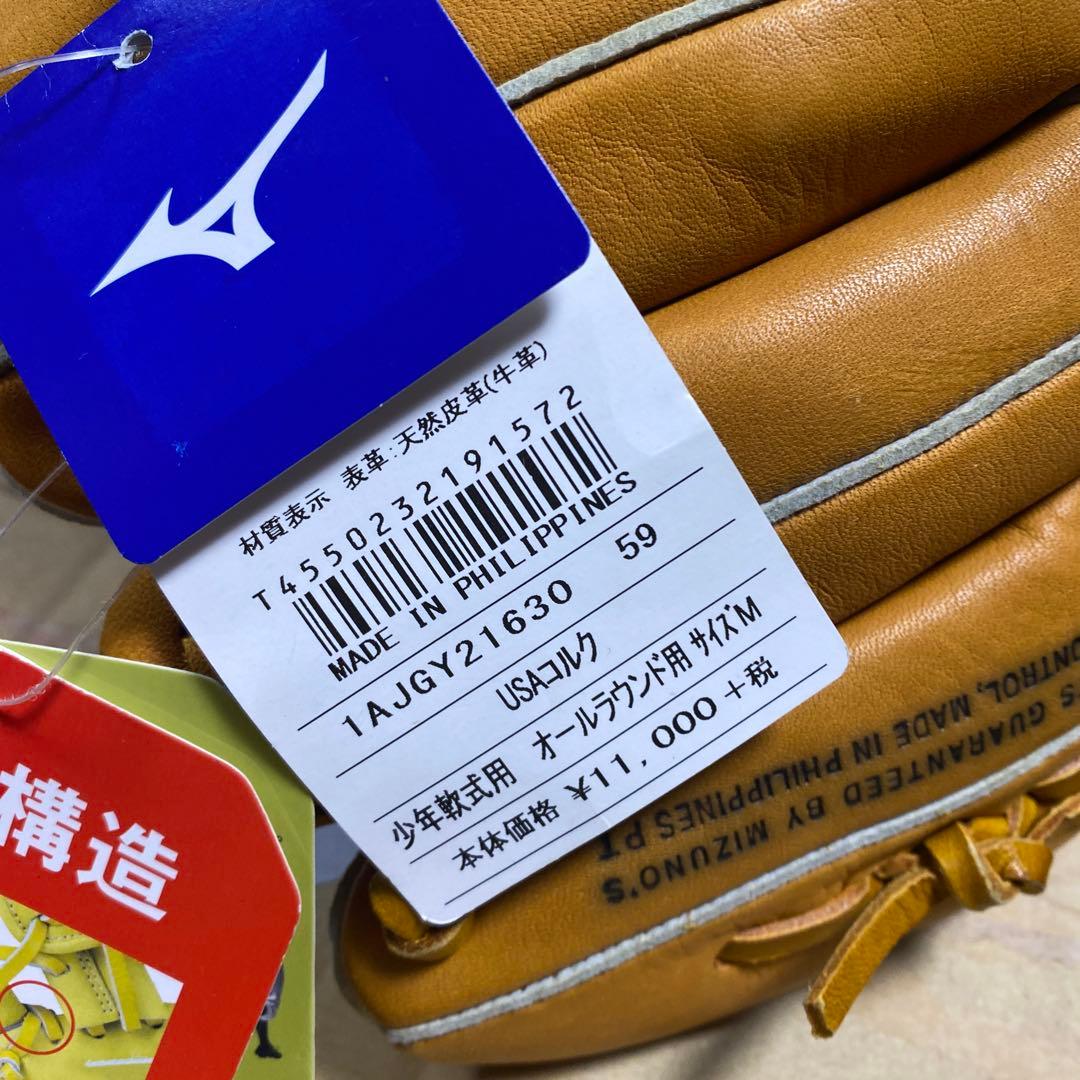 材質表示 表革:天然皮革(牛革)
T4550232191572
MADE IN PHILIPPINES
1AJGY21630 59
USAコルク
少年軟式用 オールラウンド用 サイズM
本体価格 ¥11,000+税
構造
S GUARANTEED BY MIZUNO'S
ONTROL, MADE IN PHILIPPINES P I